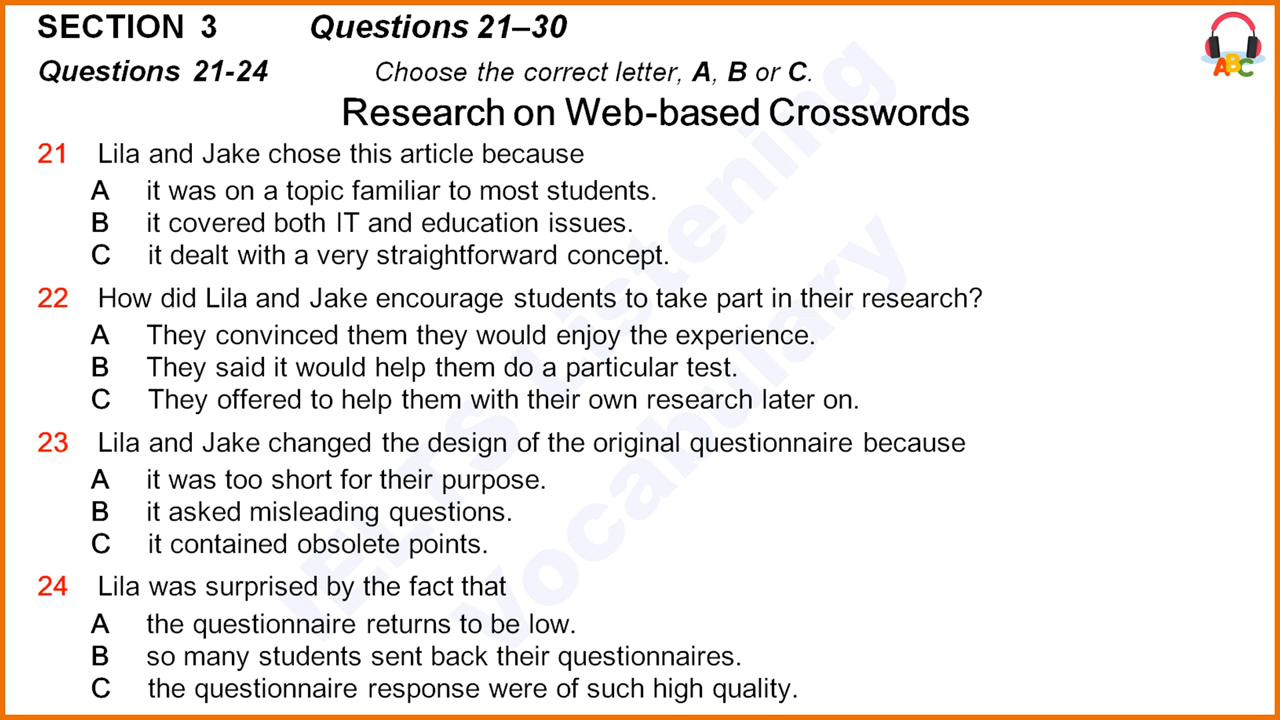 SECTION 3 Questions 21–30
Questions 21-24 Choose the correct letter, A, B or C.
Research on Web-based Crosswords
21 Lila and Jake chose this article because
A it was on a topic familiar to most students.
B it covered both IT and education issues.
C it dealt with a very straightforward concept.
22 How did Lila and Jake encourage students to take part in their research?
A They convinced them they would enjoy the experience.
B They said it would help them do a particular test.
C They offered to help them with their own research later on.
23 Lila and Jake changed the design of the original questionnaire because
A it was too short for their purpose.
B it asked misleading questions.
C it contained obsolete points.
24 Lila was surprised by the fact that
A the questionnaire returns to be low.
B so many students sent back their questionnaires.
C the questionnaire response were of such high quality.
ABC
IELTS Listening
Vocabulary